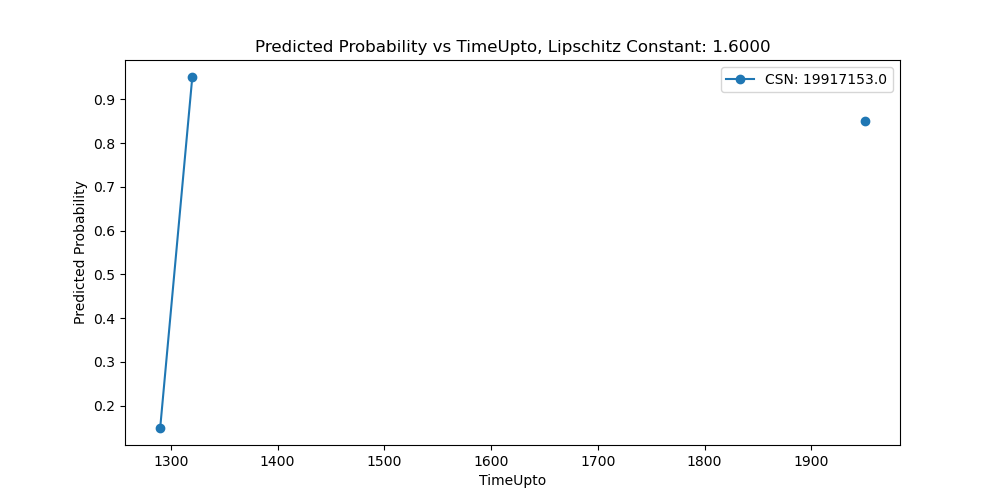 Predicted Probability vs TimeUpto, Lipschitz Constant: 1.6000
CSN: 19917153.0
0.9
0.8
0.7
0.6
0.5
0.4
0.3
0.2
Predicted Probability
1300 1400 1500 1600 1700 1800 1900
TimeUpto